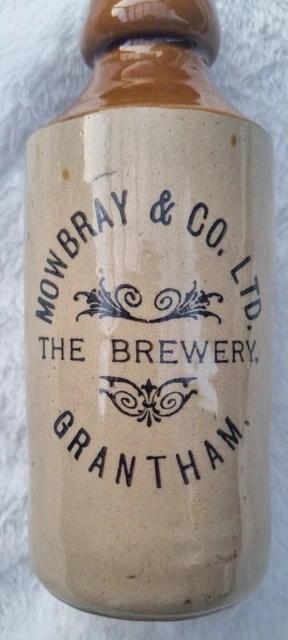 MOWBRAY & CO. LTD.
THE BREWERY,
GRANTHAM.